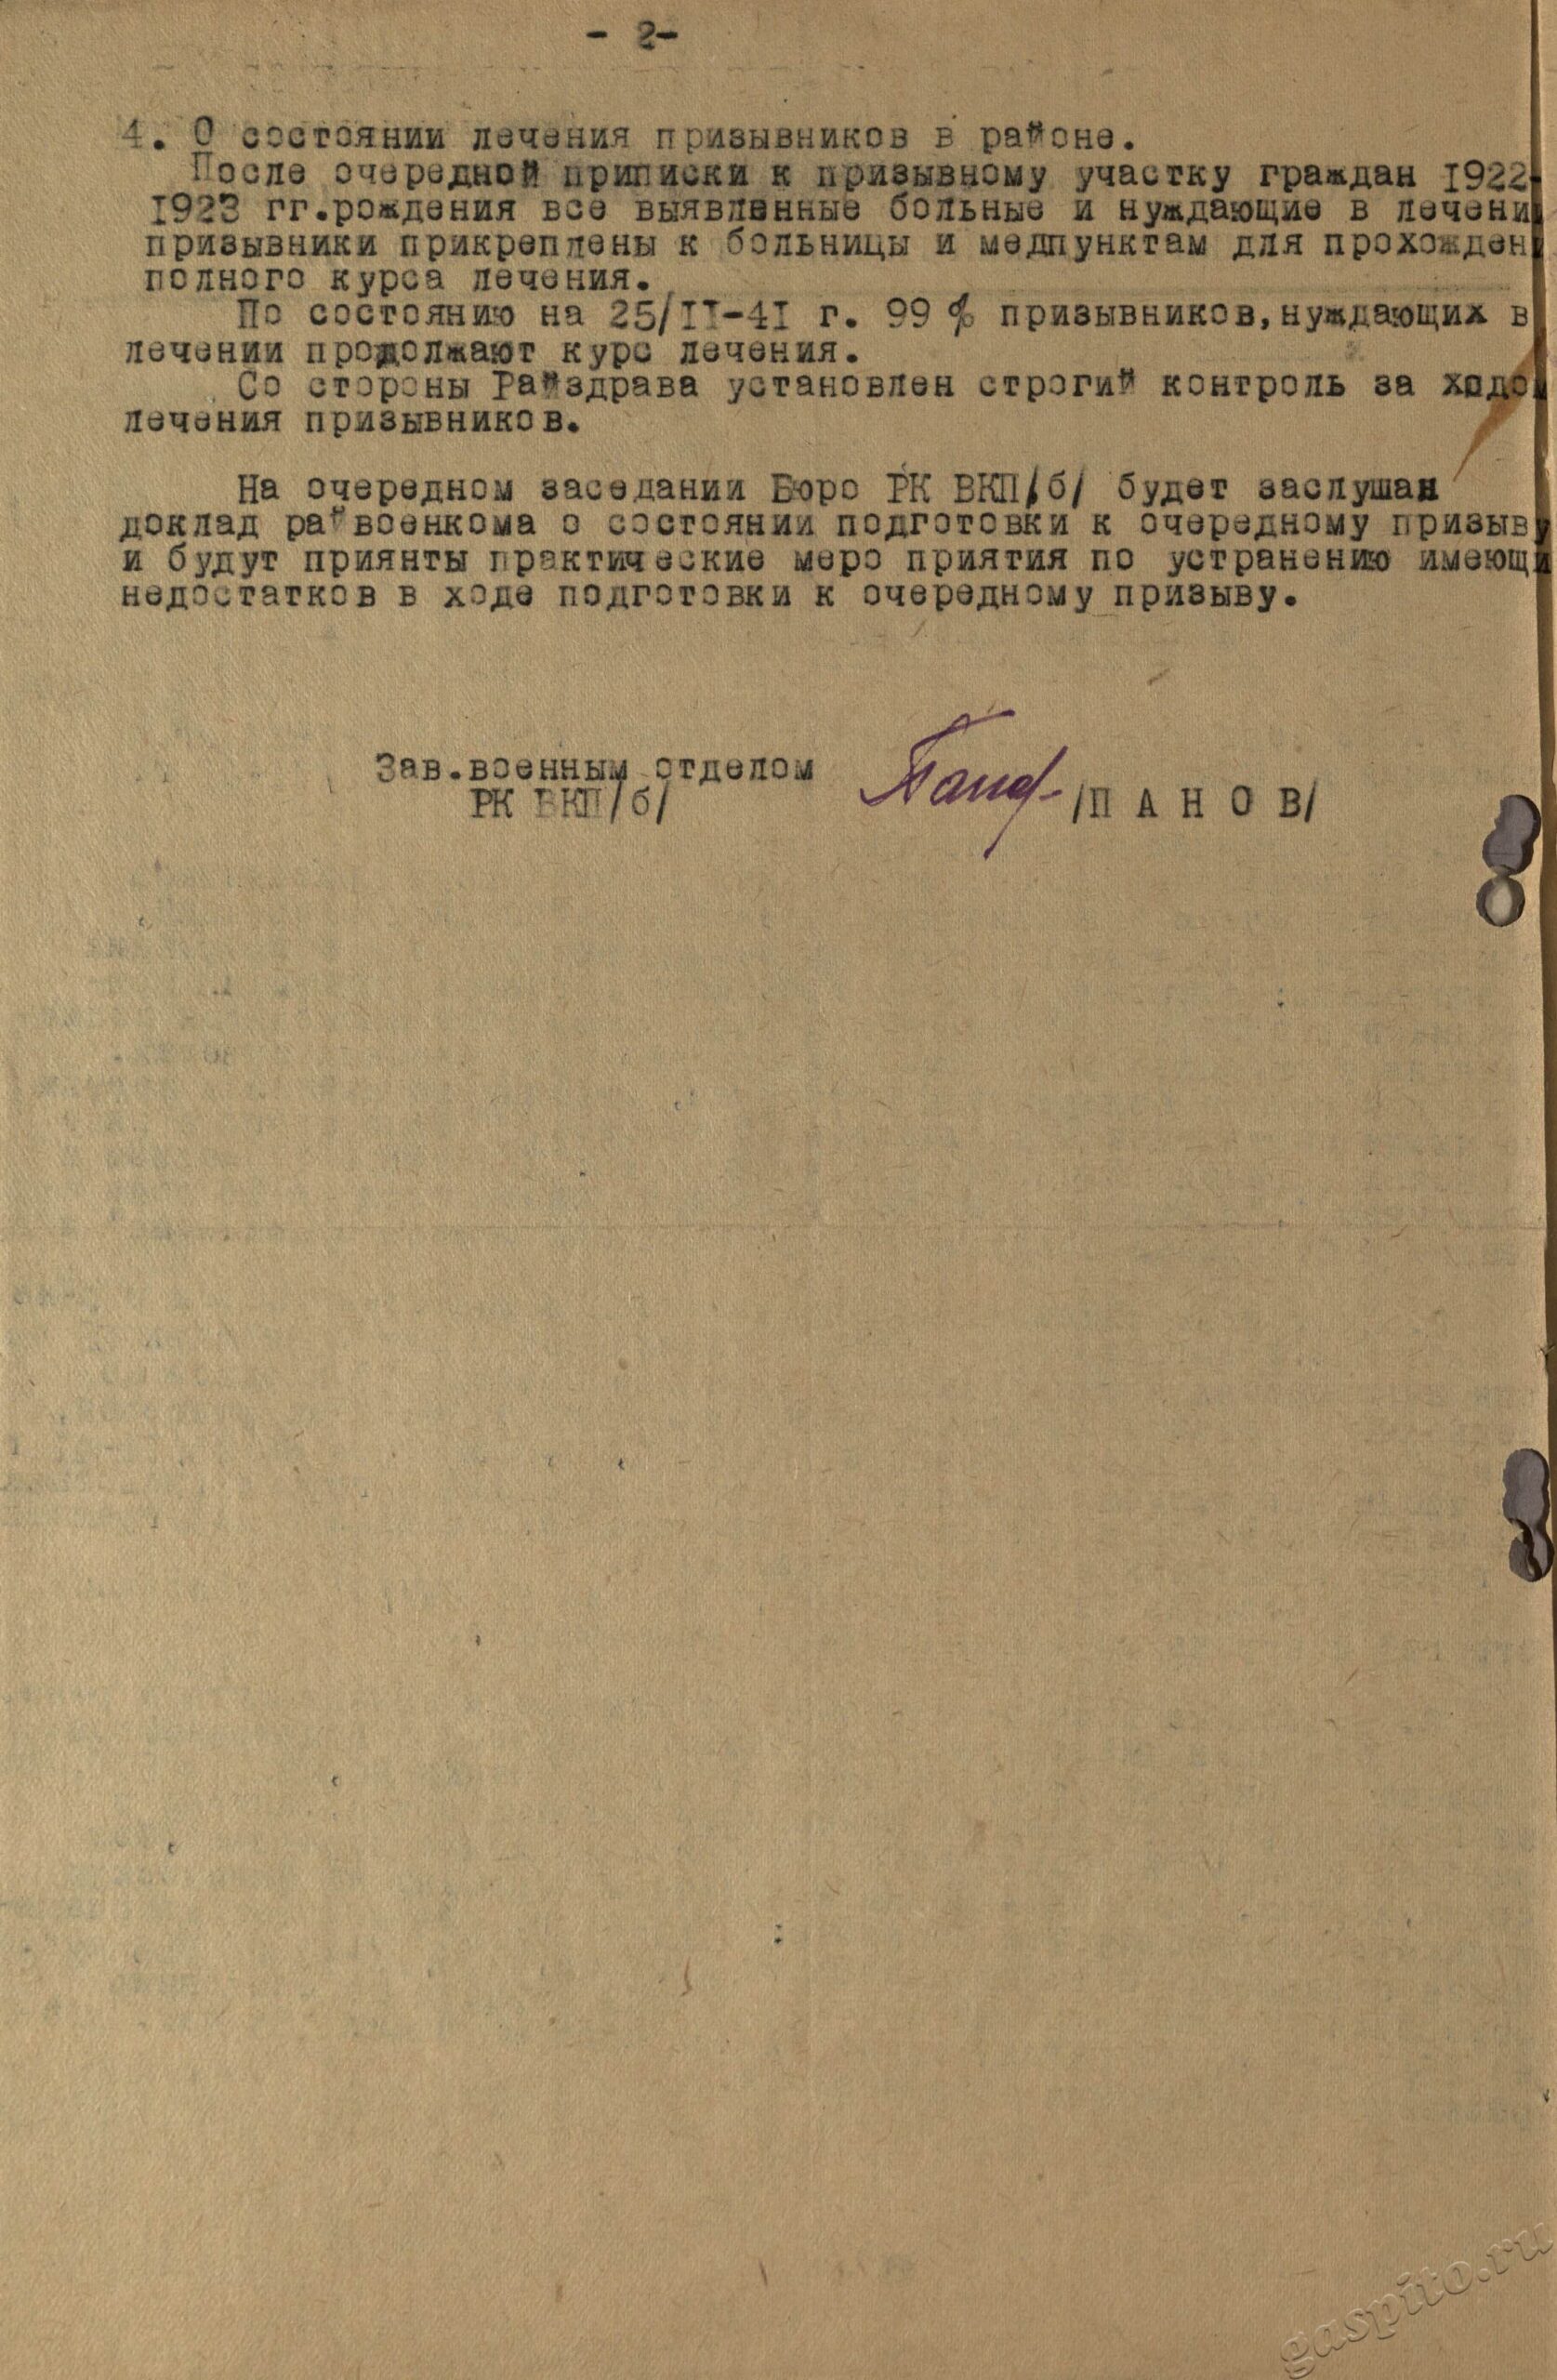 - 2-
4. О состоянии лечения призывников в районе.
После очередной приписки к призывному участку граждан 1922-
1923 гг.рождения все выявленные больные и нуждающие в лечени
призывники прикреплены к больницы и медпунктам для прохожден
полного курса лечения.
По состоянию на 25/II-41 г. 99 % призывников,нуждающих в
лечении продолжают курс лечения.
Со стороны Райздрава установлен строгий контроль за ходо
лечения призывников.
На очередном заседании Бюро РК ВКП/б/ будет заслушан
доклад райвоенкома о состоянии подготовки к очередному призыву
и будут приянты практические меро приятия по устранению имеющи
недостатков в ходе подготовки к очередному призыву.
Зав.военным отделом
РК ВКП/б/
/П А Н О В/
gaspito.ru